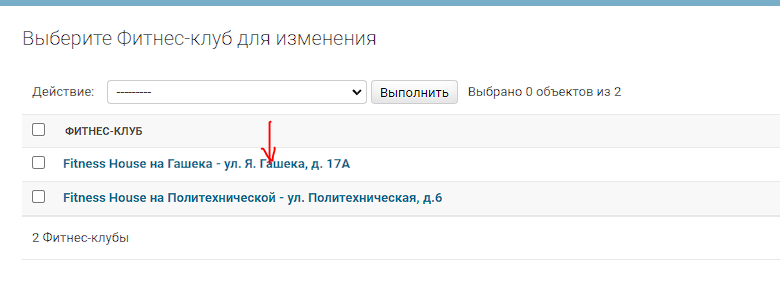 Выберите Фитнес-клуб для изменения
Действие: --------- Выполнить Выбрано 0 объектов из 2
ФИТНЕС-КЛУБ
Fitness House на Гашека - ул. Я. Гашека, д. 17А
Fitness House на Политехнической - ул. Политехническая, д.6
2 Фитнес-клубы